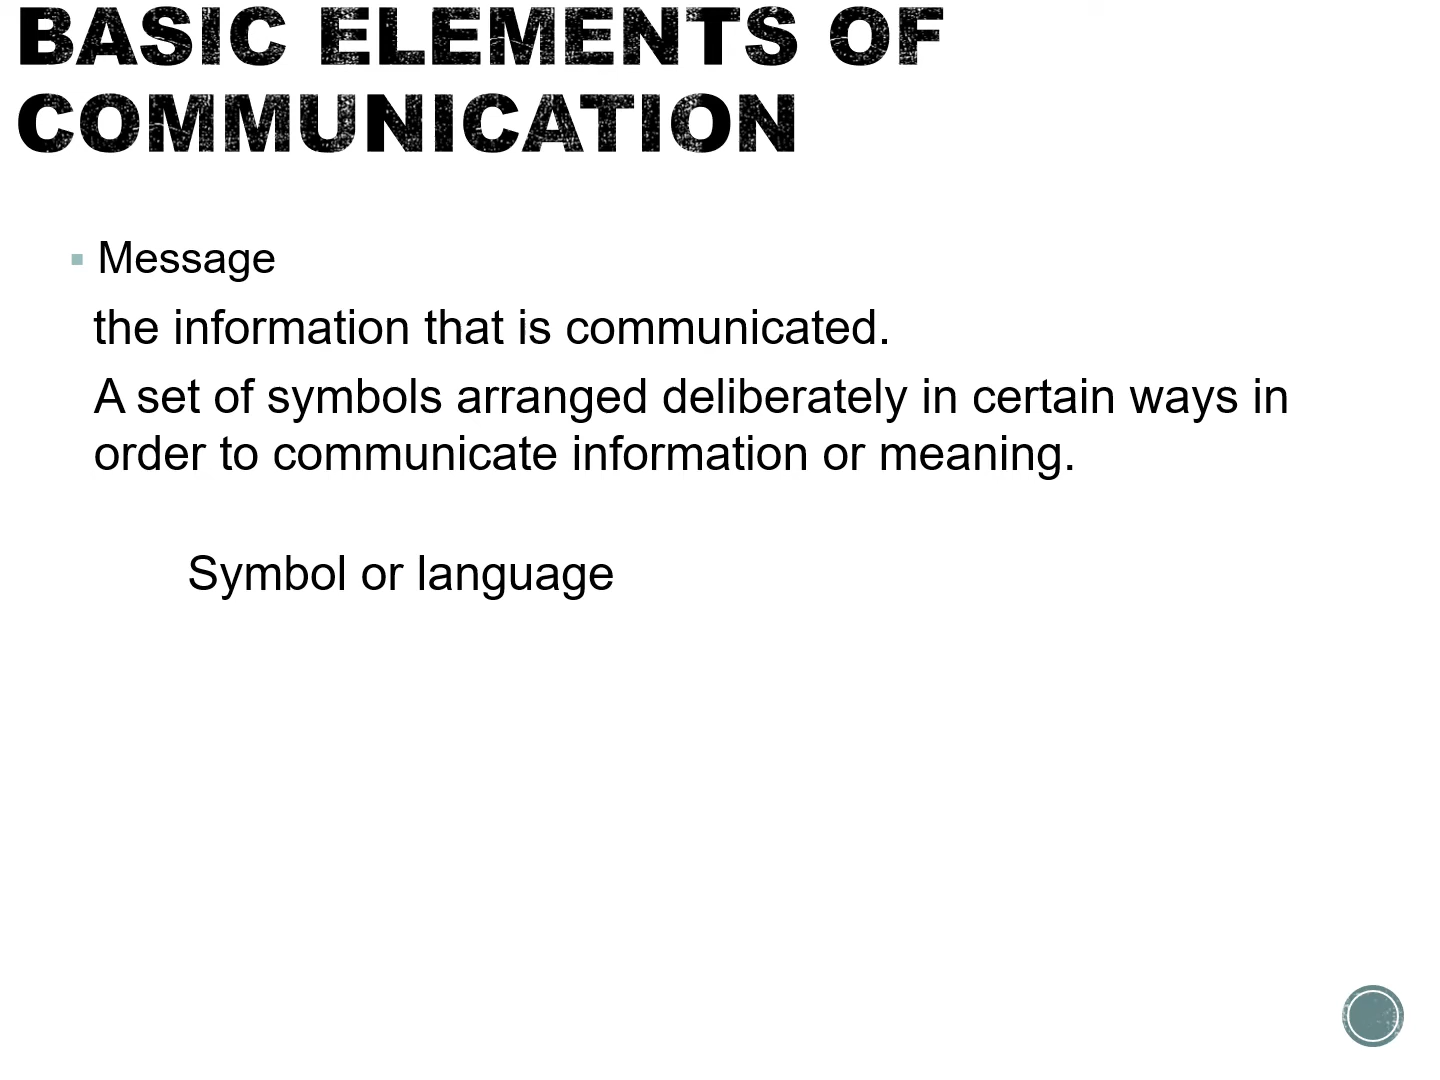 BASIC ELEMENTS OF
COMMUNICATION
▪ Message
the information that is communicated.
A set of symbols arranged deliberately in certain ways in
order to communicate information or meaning.
Symbol or language